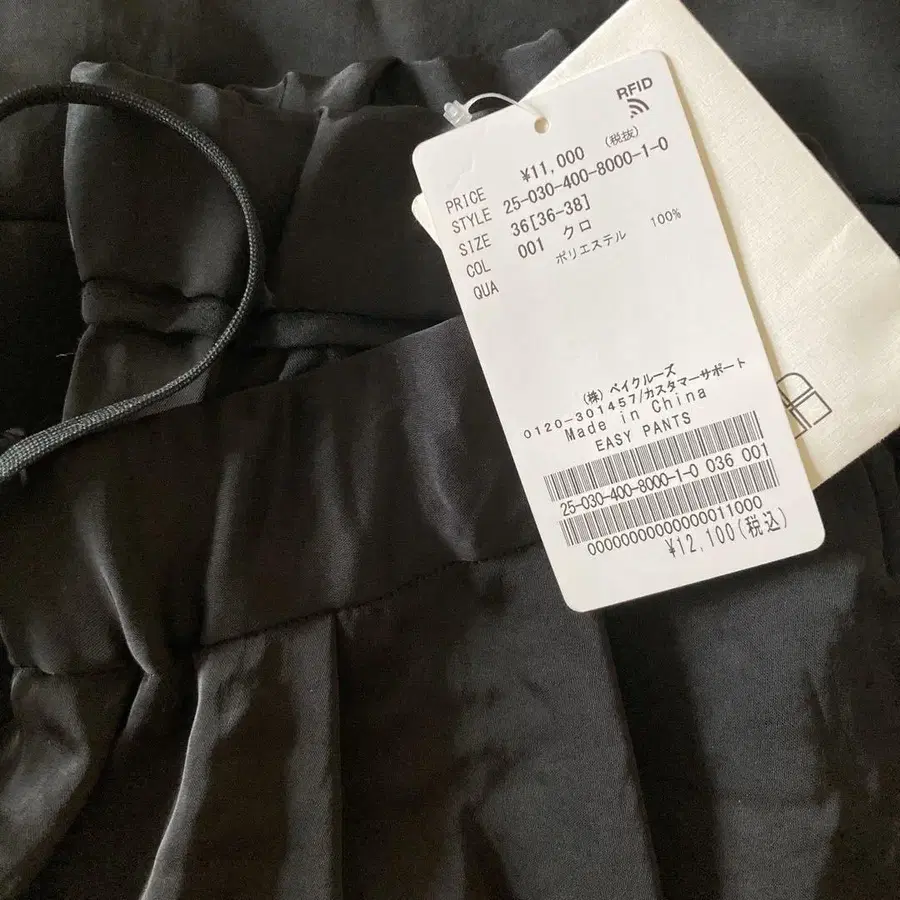 RFID
PRICE ¥11,000 (税抜)
STYLE 25-030-400-8000-1-0
SIZE 36[36-38]
COL 001 クロ
QUA ポリエステル 100%
(株) ベイクルーズ
0120-301457/カスタマーサポート
Made in China
EASY PANTS
25-030-400-8000-1-0 036 001
00000000000000011000
¥12,100(税込)